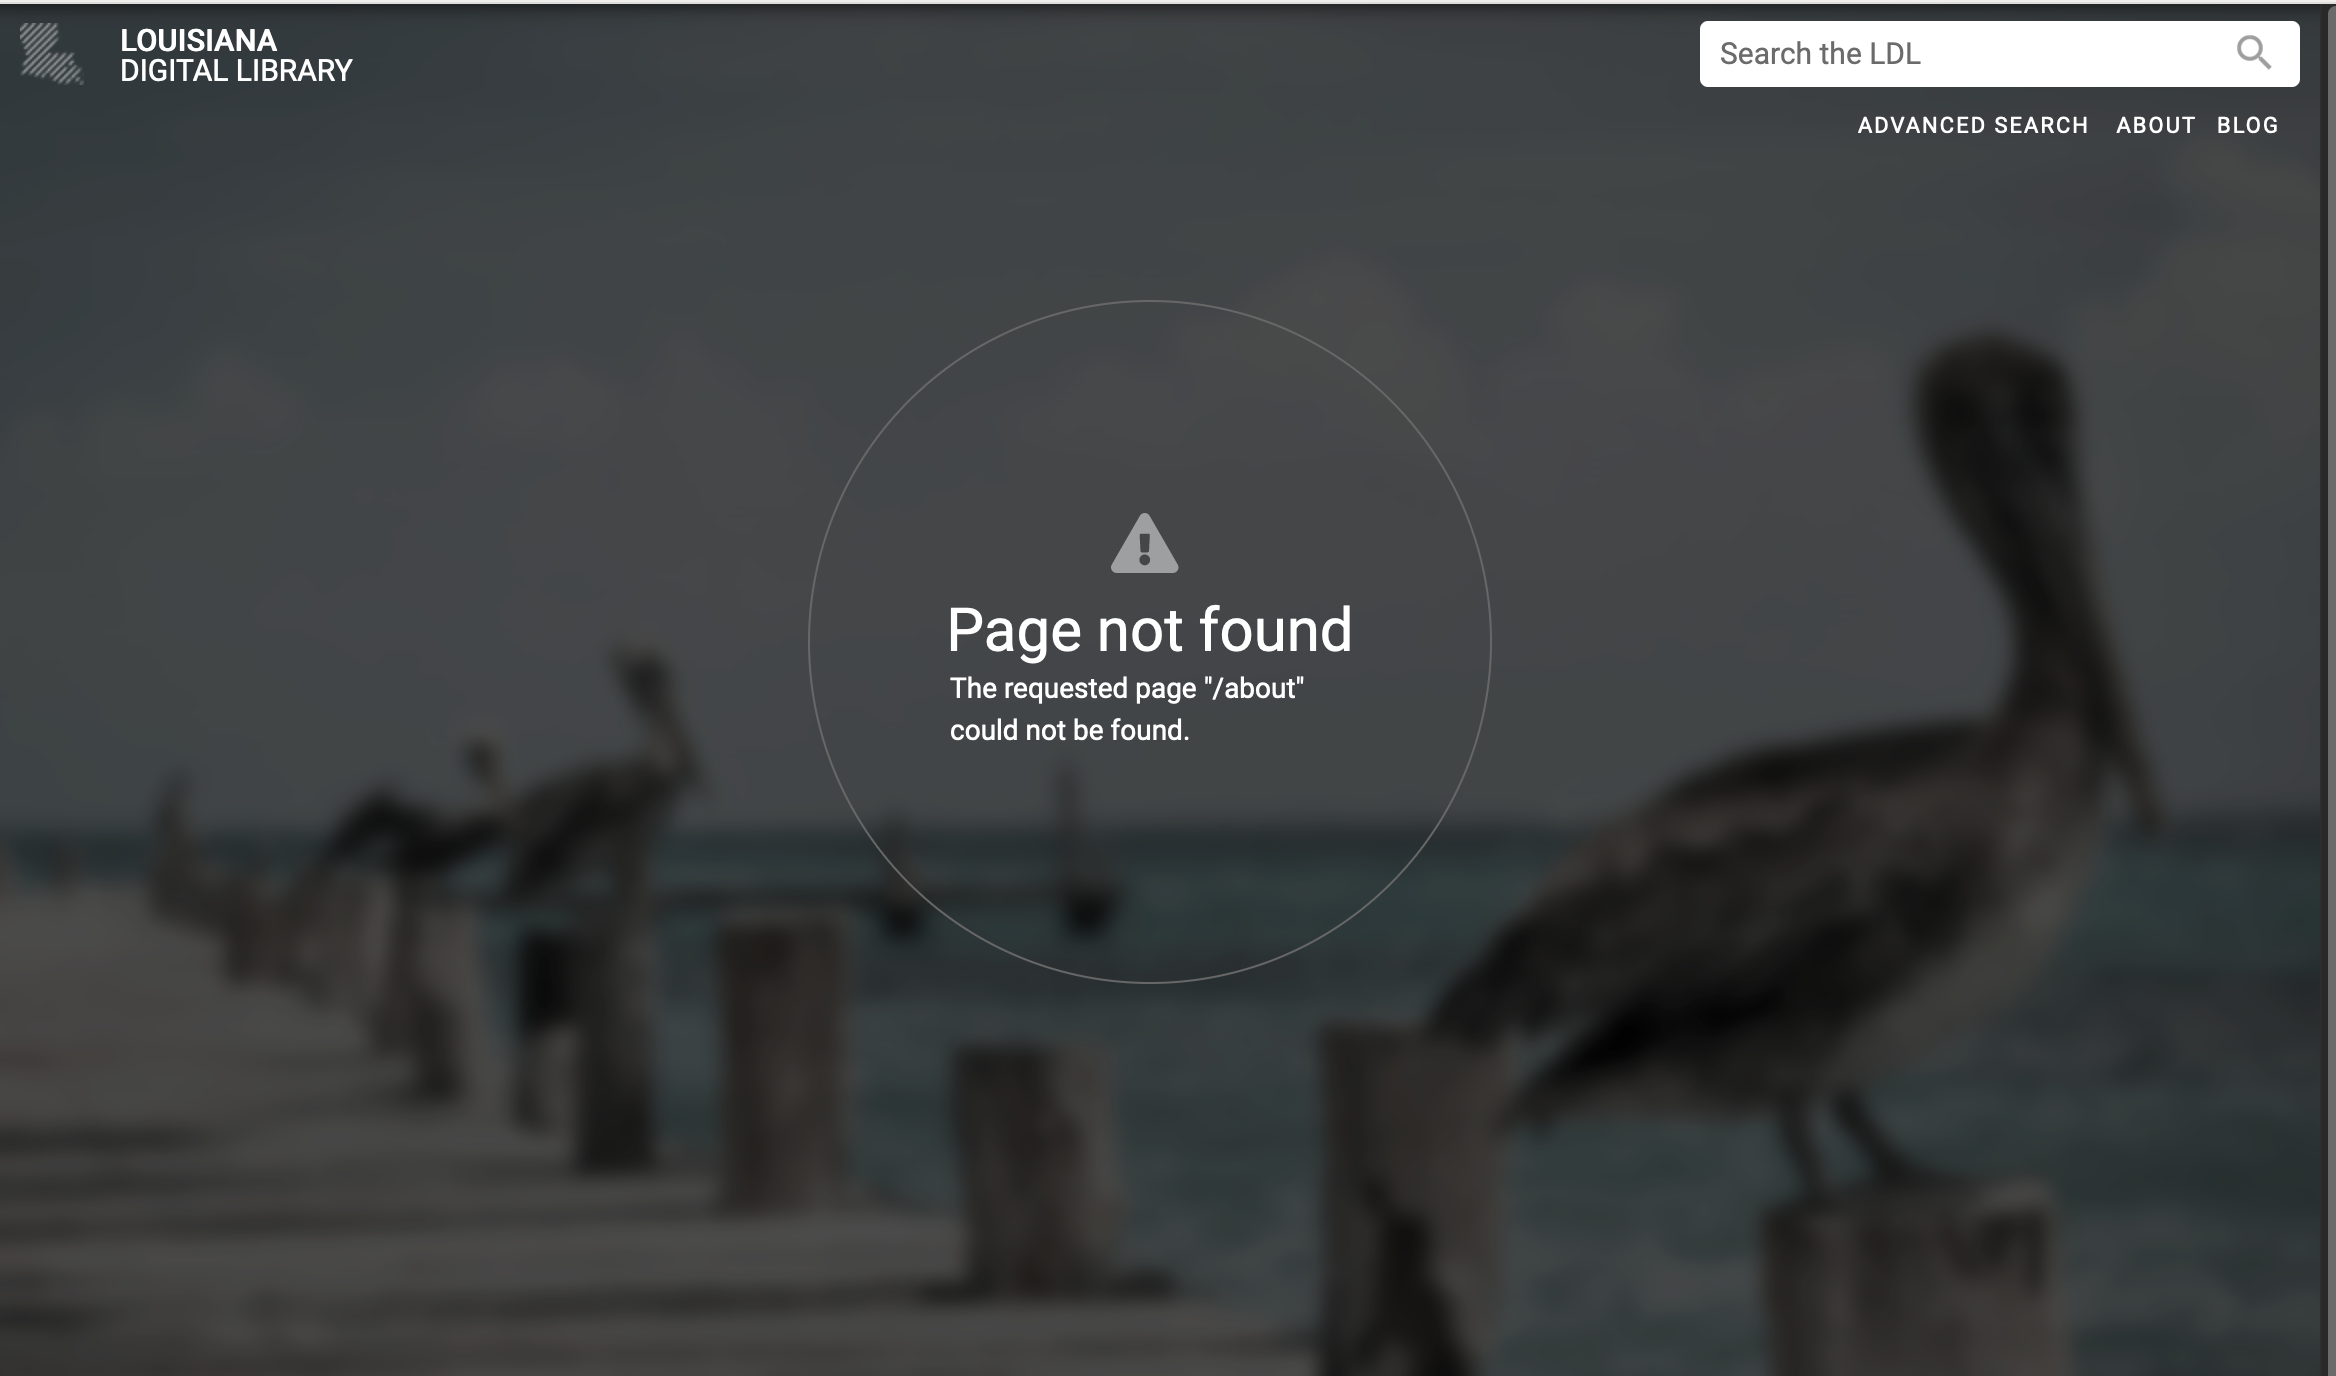 LOUISIANA
DIGITAL LIBRARY
Search the LDL
ADVANCED SEARCH ABOUT BLOG
Page not found
The requested page "/about"
could not be found.